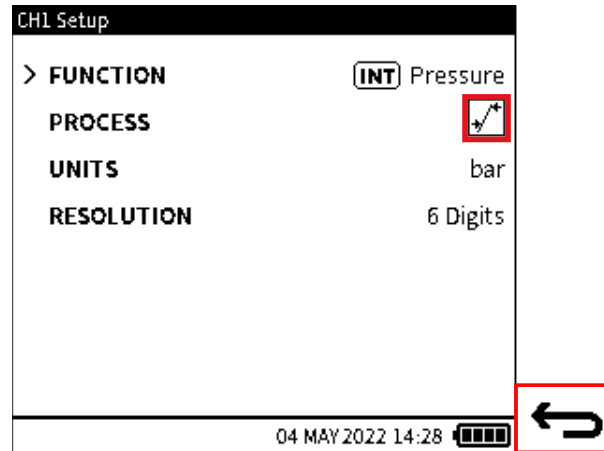 CH1 Setup
> FUNCTION INT Pressure
PROCESS
UNITS bar
RESOLUTION 6 Digits
04 MAY 2022 14:28